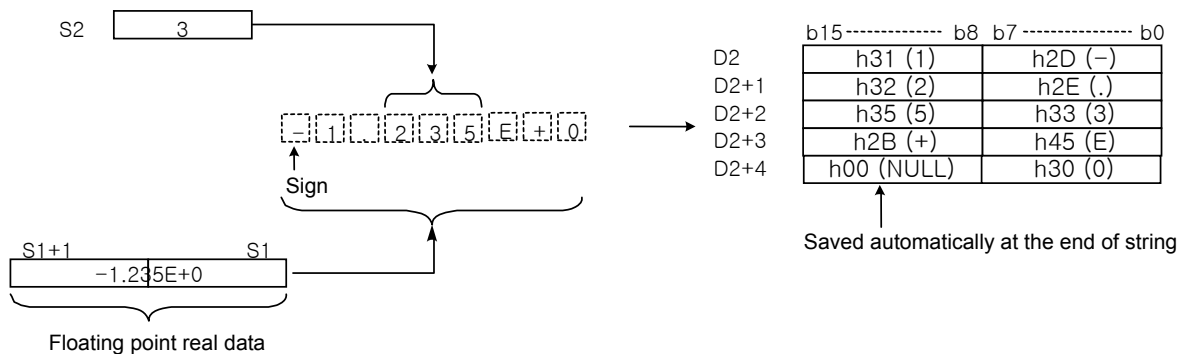 S2 3
- 1 . 2 3 5 E + 0
Sign
S1+1 S1
-1.235E+0
Floating point real data
b15 ---------- b8 b7 ---------- b0
D2 h31 (1) h2D (-)
D2+1 h32 (2) h2E (.)
D2+2 h35 (5) h33 (3)
D2+3 h2B (+) h45 (E)
D2+4 h00 (NULL) h30 (0)
Saved automatically at the end of string